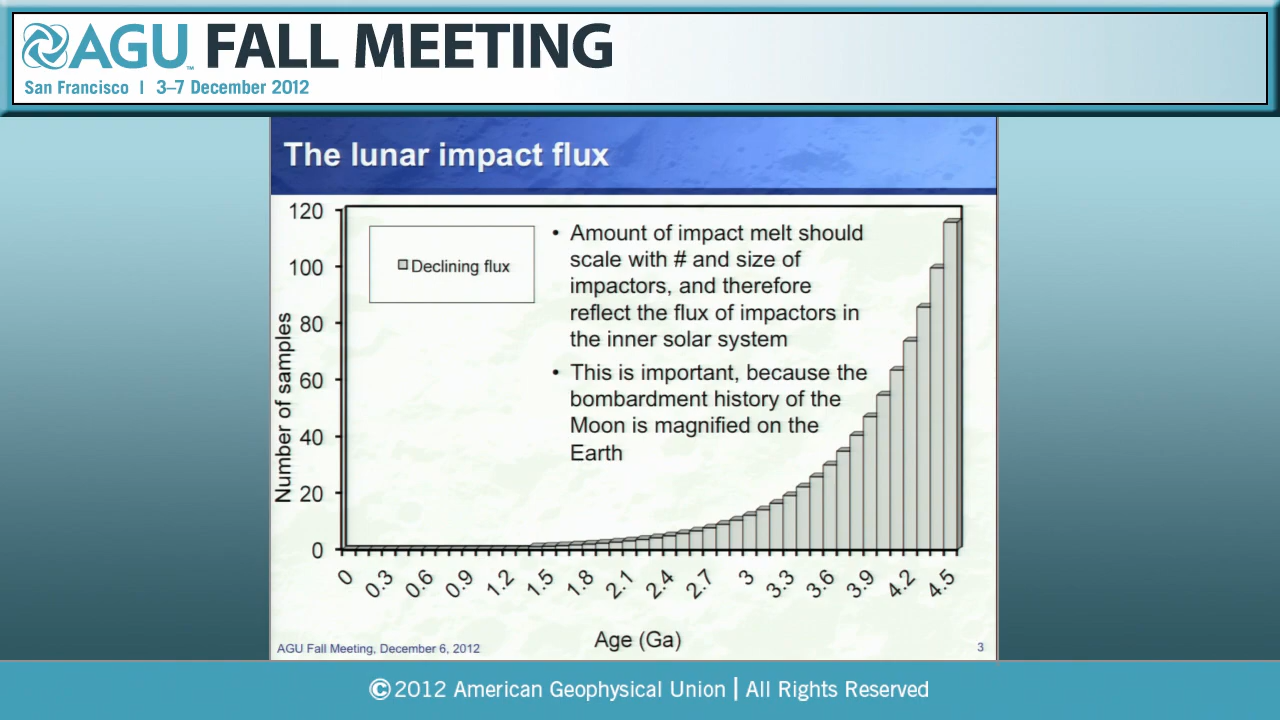 AGU™ FALL MEETING
San Francisco | 3–7 December 2012
The lunar impact flux
120
100
80
60
40
20
0
Number of samples
Declining flux
• Amount of impact melt should
scale with # and size of
impactors, and therefore
reflect the flux of impactors in
the inner solar system
• This is important, because the
bombardment history of the
Moon is magnified on the
Earth
0 0.3 0.6 0.9 1.2 1.5 1.8 2.1 2.4 2.7 3 3.3 3.6 3.9 4.2 4.5
Age (Ga)
AGU Fall Meeting, December 6, 2012
3
©2012 American Geophysical Union | All Rights Reserved